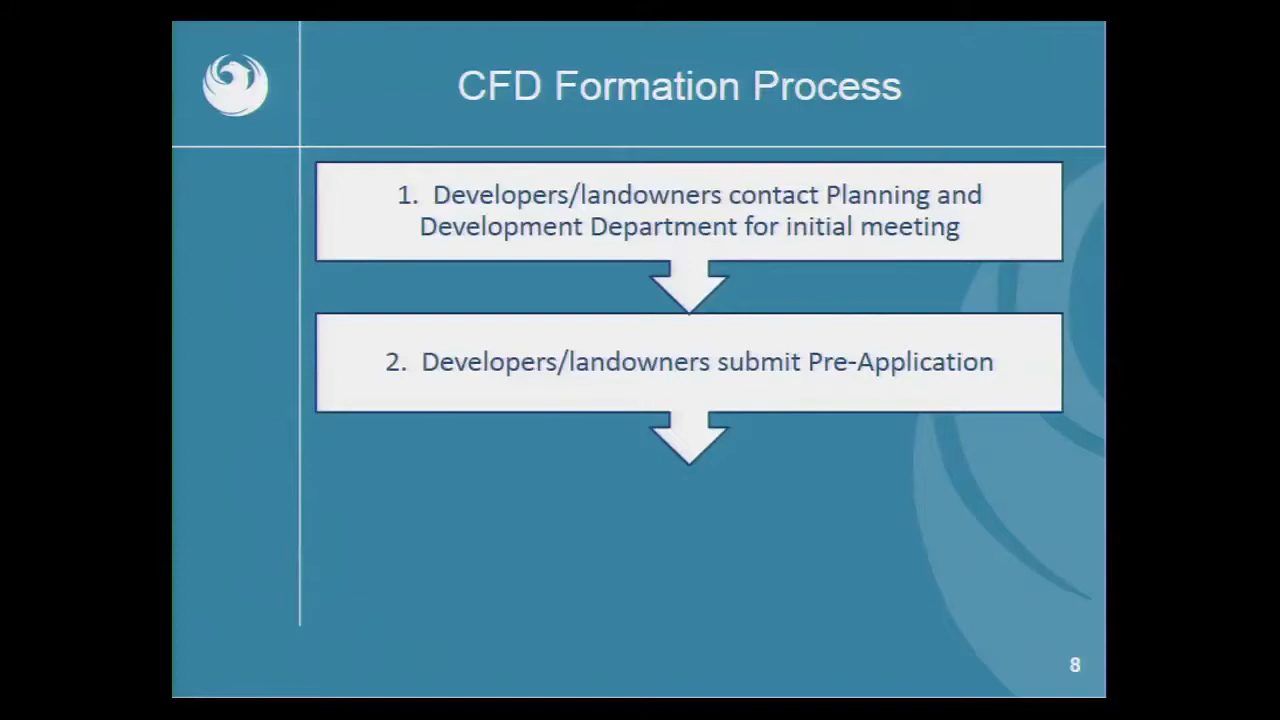 CFD Formation Process
1. Developers/landowners contact Planning and
Development Department for initial meeting
2. Developers/landowners submit Pre-Application
8